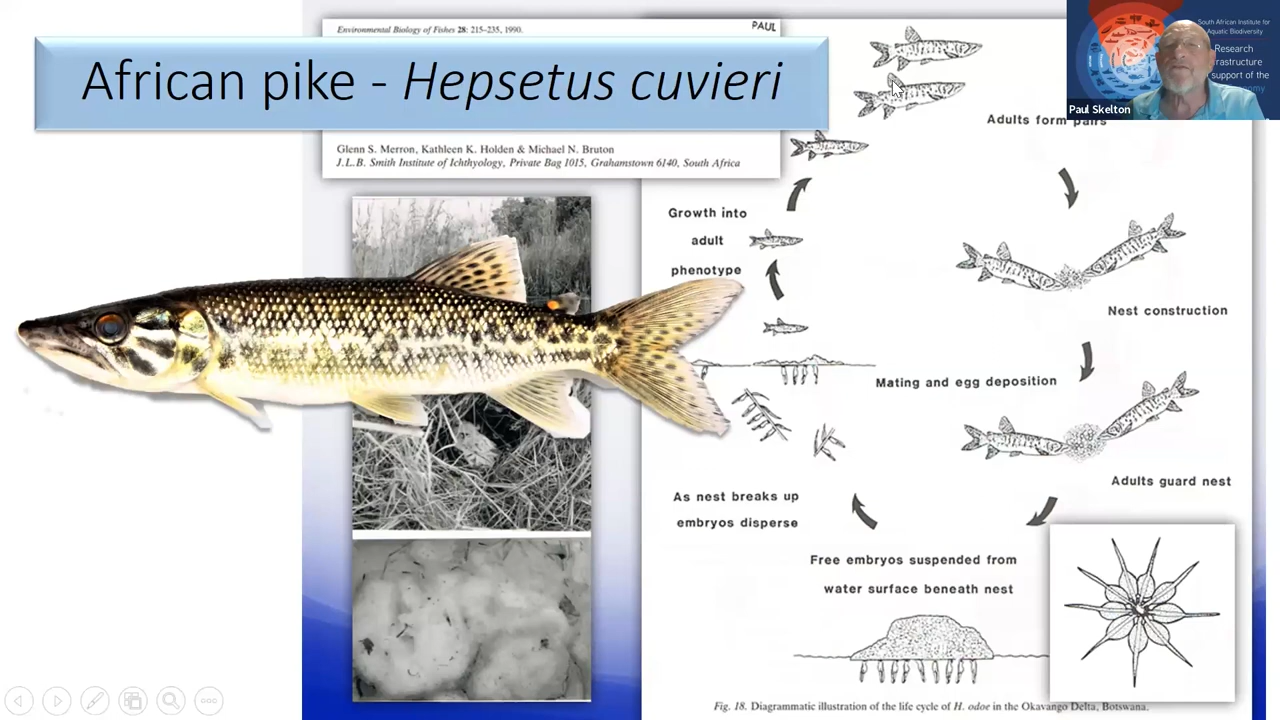 Environmental Biology of Fishes 28: 215–235, 1990.
PAUL
African pike - Hepsetus cuvieri
Glenn S. Merron, Kathleen K. Holden & Michael N. Bruton
J.L.B. Smith Institute of Ichthyology, Private Bag 1015, Grahamstown 6140, South Africa
South African Institute for
Aquatic Biodiversity
Research
support of the
Paul Skelton
Adults form pairs
Growth into
adult
phenotype
Nest construction
Mating and egg deposition
Adults guard nest
As nest breaks up
embryos disperse
Free embryos suspended from
water surface beneath nest
Fig. 18. Diagrammatic illustration of the life cycle of H. odoe in the Okavango Delta, Botswana.